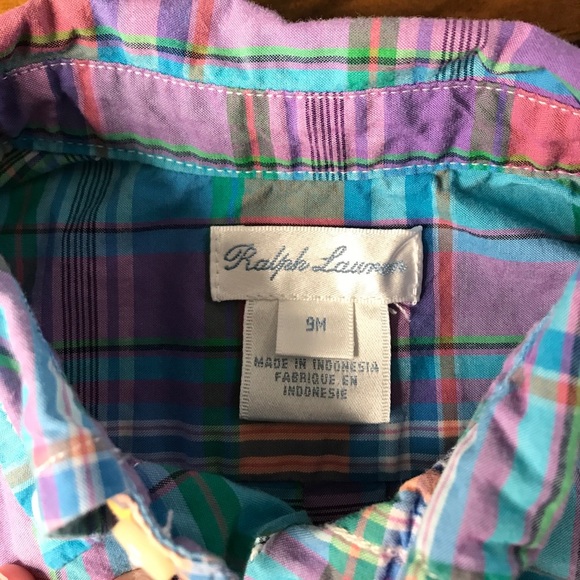 Ralph Lauren
9M
MADE IN INDONESIA
FABRIQUE EN
INDONESIE